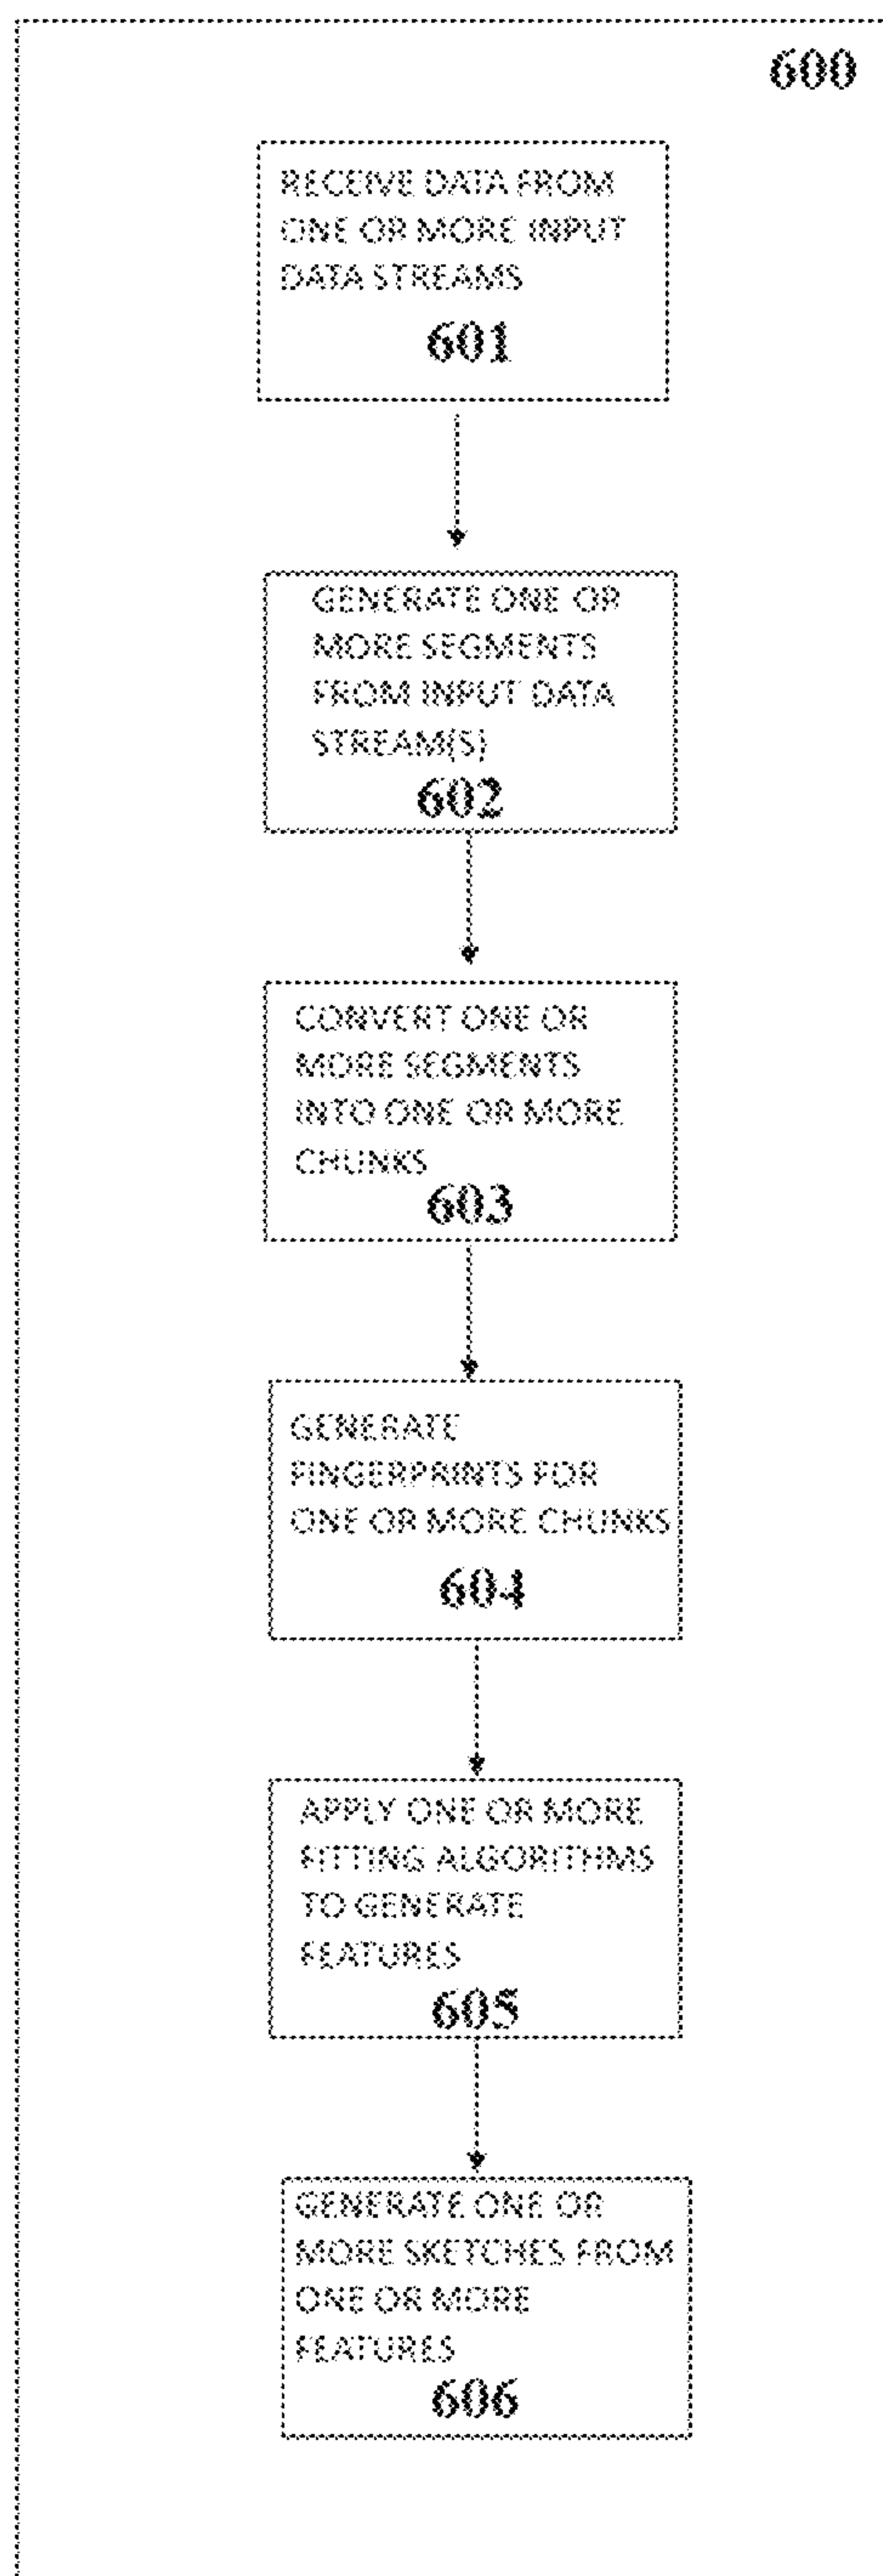 600
RECEIVE DATA FROM
ONE OR MORE INPUT
DATA STREAMS
601
GENERATE ONE OR
MORE SEGMENTS
FROM INPUT DATA
STREAM(S)
602
CONVERT ONE OR
MORE SEGMENTS
INTO ONE OR MORE
CHUNKS
603
GENERATE
FINGERPRINTS FOR
ONE OR MORE CHUNKS
604
APPLY ONE OR MORE
FITTING ALGORITHMS
TO GENERATE
FEATURES
605
GENERATE ONE OR
MORE SKETCHES FROM
ONE OR MORE
FEATURES
606